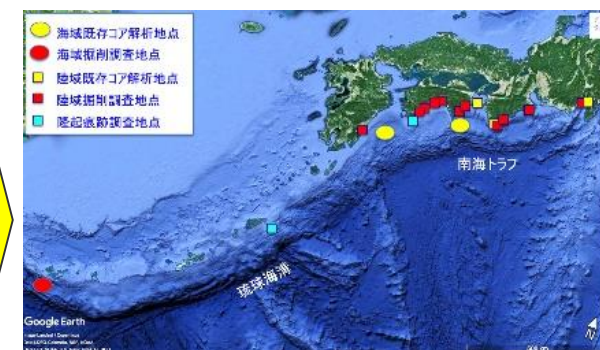 海域既存コア解析地点
海域掘削調査地点
陸域既存コア解析地点
陸域掘削調査地点
隆起痕跡調査地点
南海トラフ
琉球海溝
Google Earth
N